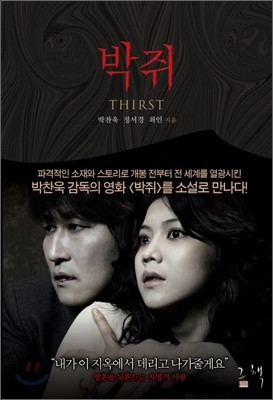 박쥐
THIRST
박찬욱 정서경 최인 지음
파격적인 소재와 스토리로 개봉 전부터 전 세계를 열광시킨
박찬욱 감독의 영화 <박쥐>를 소설로 만나다!
"내가 이 지옥에서 데리고 나가줄게요"
그책